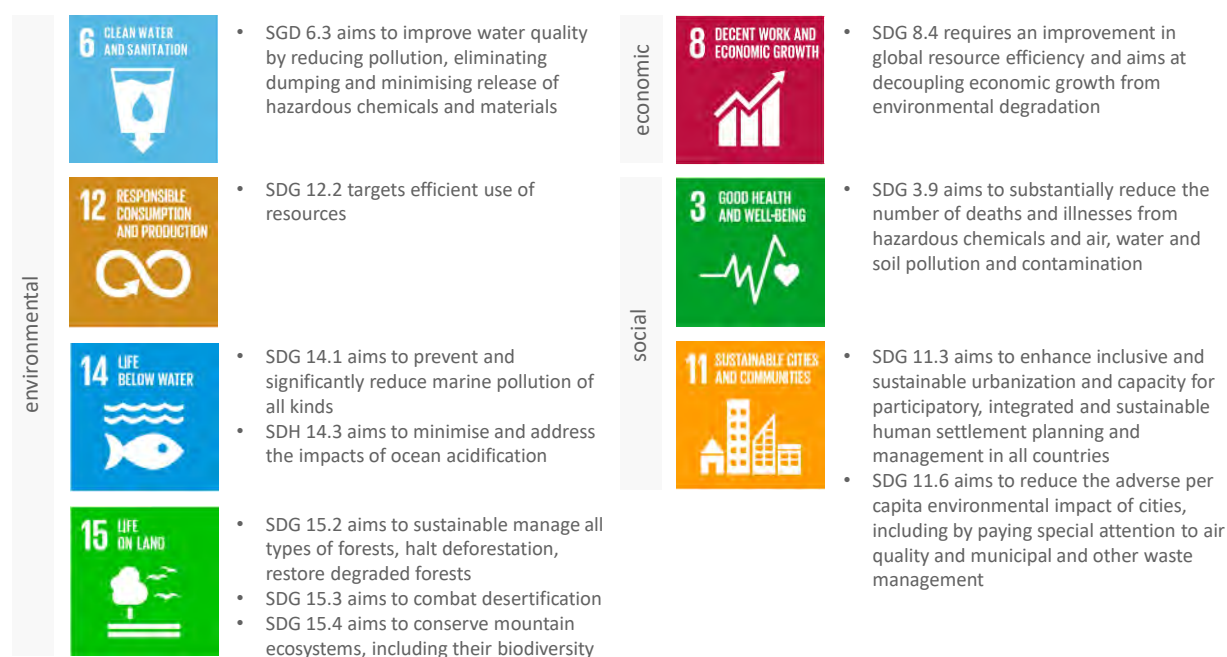 environmental
6 CLEAN WATER
AND SANITATION
• SGD 6.3 aims to improve water quality
by reducing pollution, eliminating
dumping and minimising release of
hazardous chemicals and materials
12 RESPONSIBLE
CONSUMPTION
AND PRODUCTION
• SDG 12.2 targets efficient use of
resources
14 LIFE
BELOW WATER
• SDG 14.1 aims to prevent and
significantly reduce marine pollution of
all kinds
• SDH 14.3 aims to minimise and address
the impacts of ocean acidification
15 LIFE
ON LAND
• SDG 15.2 aims to sustainable manage all
types of forests, halt deforestation,
restore degraded forests
• SDG 15.3 aims to combat desertification
• SDG 15.4 aims to conserve mountain
ecosystems, including their biodiversity
economic
8 DECENT WORK AND
ECONOMIC GROWTH
• SDG 8.4 requires an improvement in
global resource efficiency and aims at
decoupling economic growth from
environmental degradation
social
3 GOOD HEALTH
AND WELL-BEING
• SDG 3.9 aims to substantially reduce the
number of deaths and illnesses from
hazardous chemicals and air, water and
soil pollution and contamination
11 SUSTAINABLE CITIES
AND COMMUNITIES
• SDG 11.3 aims to enhance inclusive and
sustainable urbanization and capacity for
participatory, integrated and sustainable
human settlement planning and
management in all countries
• SDG 11.6 aims to reduce the adverse per
capita environmental impact of cities,
including by paying special attention to air
quality and municipal and other waste
management